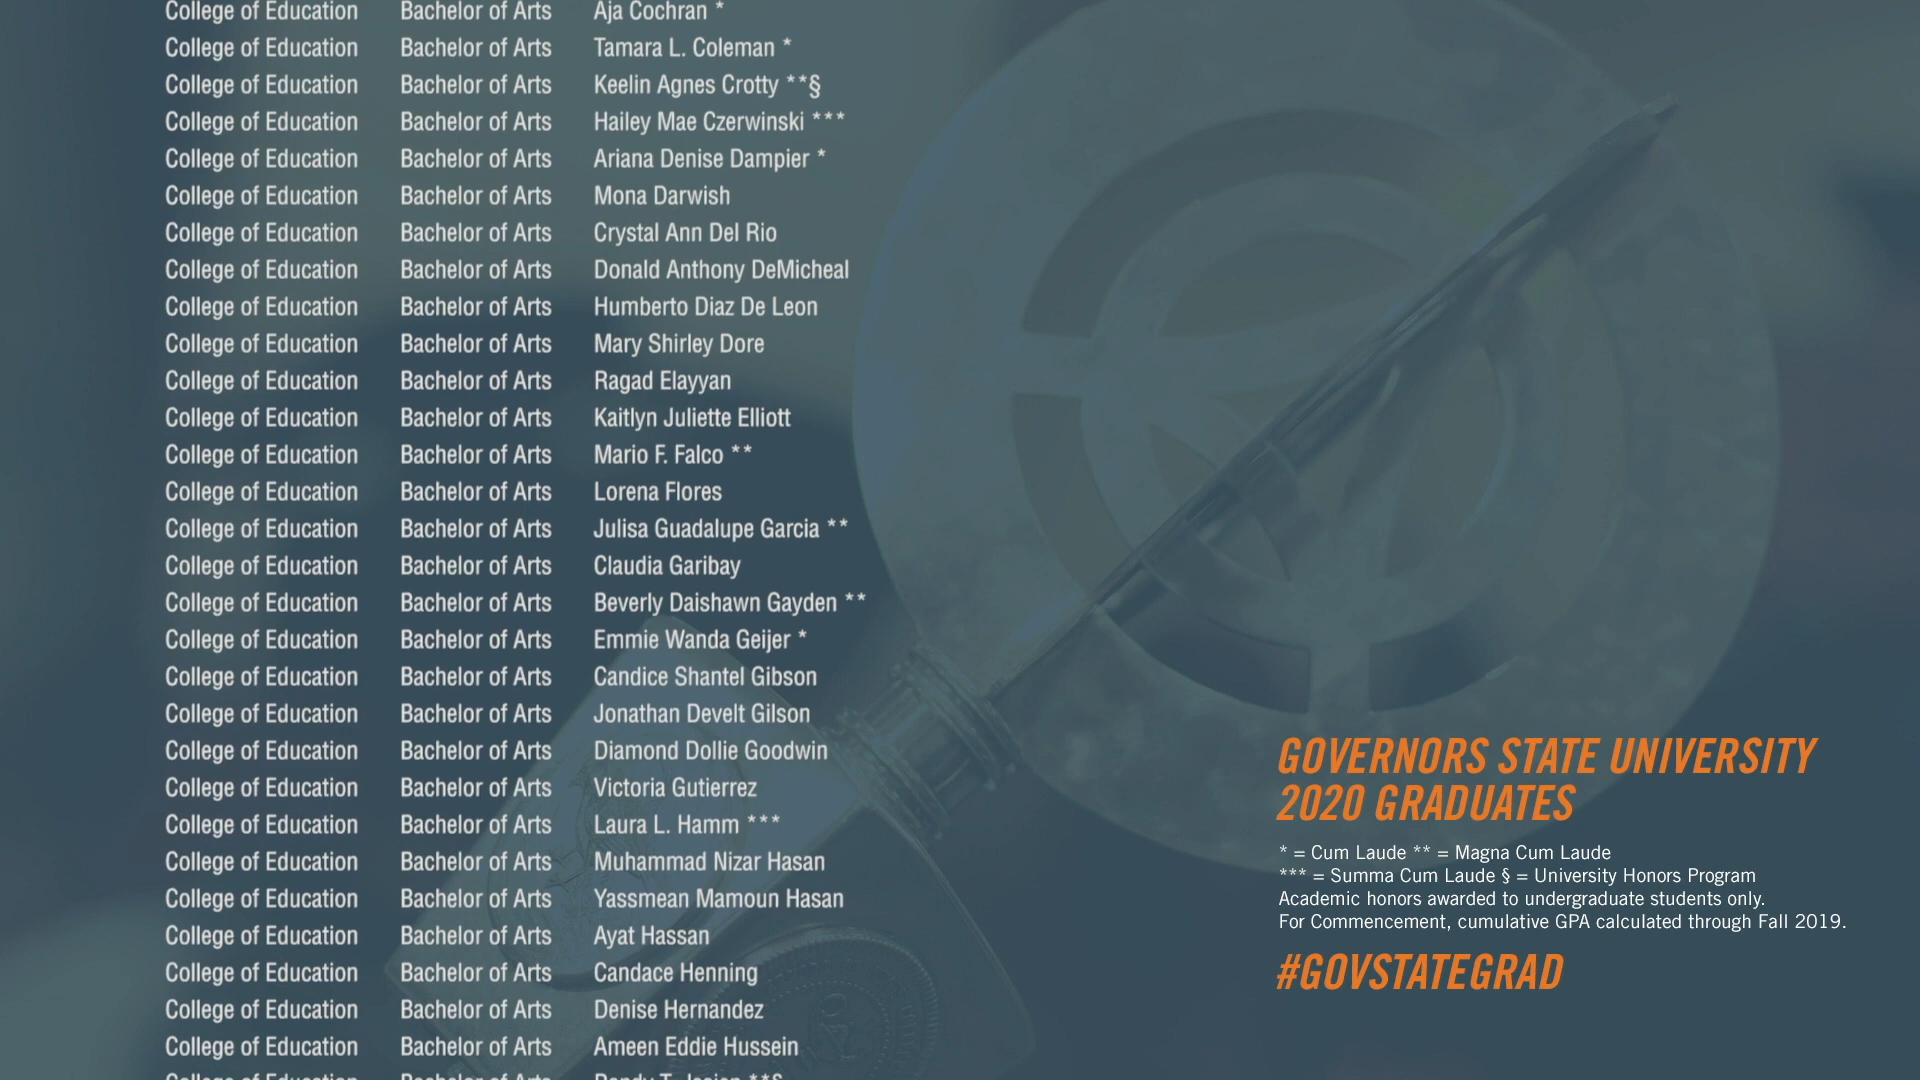 College of Education Bachelor of Arts Aja Cochran *
College of Education Bachelor of Arts Tamara L. Coleman *
College of Education Bachelor of Arts Keelin Agnes Crotty **§
College of Education Bachelor of Arts Hailey Mae Czerwinski ***
College of Education Bachelor of Arts Ariana Denise Dampier *
College of Education Bachelor of Arts Mona Darwish
College of Education Bachelor of Arts Crystal Ann Del Rio
College of Education Bachelor of Arts Donald Anthony DeMicheal
College of Education Bachelor of Arts Humberto Diaz De Leon
College of Education Bachelor of Arts Mary Shirley Dore
College of Education Bachelor of Arts Ragad Elayyan
College of Education Bachelor of Arts Kaitlyn Juliette Elliott
College of Education Bachelor of Arts Mario F. Falco **
College of Education Bachelor of Arts Lorena Flores
College of Education Bachelor of Arts Julisa Guadalupe Garcia **
College of Education Bachelor of Arts Claudia Garibay
College of Education Bachelor of Arts Beverly Daishawn Gayden **
College of Education Bachelor of Arts Emmie Wanda Geijer *
College of Education Bachelor of Arts Candice Shantel Gibson
College of Education Bachelor of Arts Jonathan Develt Gilson
College of Education Bachelor of Arts Diamond Dollie Goodwin
College of Education Bachelor of Arts Victoria Gutierrez
College of Education Bachelor of Arts Laura L. Hamm ***
College of Education Bachelor of Arts Muhammad Nizar Hasan
College of Education Bachelor of Arts Yassmean Mamoun Hasan
College of Education Bachelor of Arts Ayat Hassan
College of Education Bachelor of Arts Candace Henning
College of Education Bachelor of Arts Denise Hernandez
College of Education Bachelor of Arts Ameen Eddie Hussein
College of Education Bachelor of Arts
GOVERNORS STATE UNIVERSITY
2020 GRADUATES
* = Cum Laude ** = Magna Cum Laude
*** = Summa Cum Laude § = University Honors Program
Academic honors awarded to undergraduate students only.
For Commencement, cumulative GPA calculated through Fall 2019.
#GOVSTATEGRAD